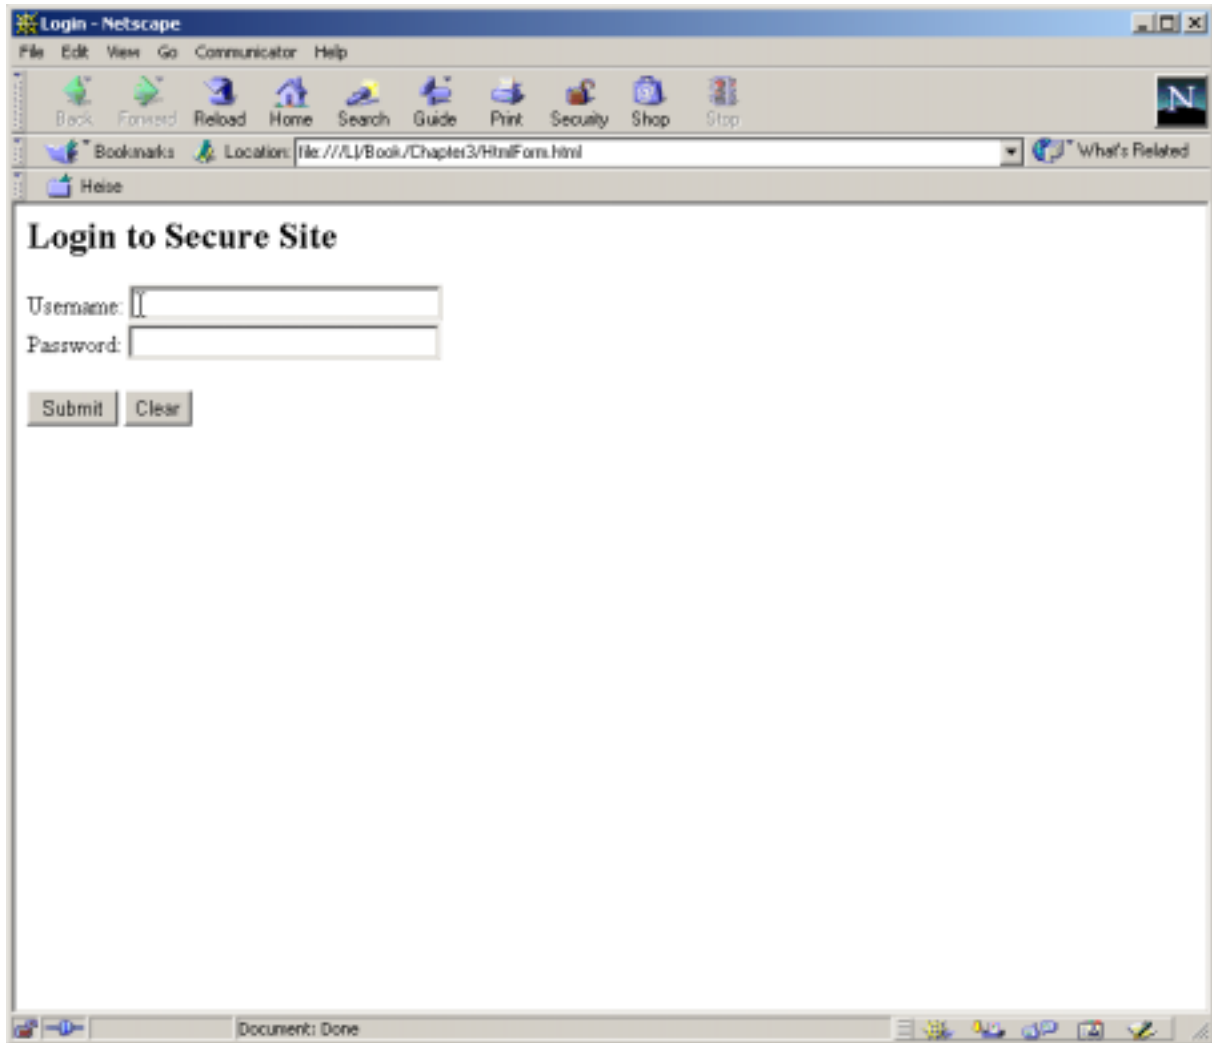 Login - Netscape
File Edit View Go Communicator Help
Back Forward Reload Home Search Guide Print Security Shop Stop
N
Bookmarks Location: file:///L|/Book/Chapter3/HtmlForm.html What's Related
Heise
Login to Secure Site
Username:
Password:
Submit Clear
Document: Done